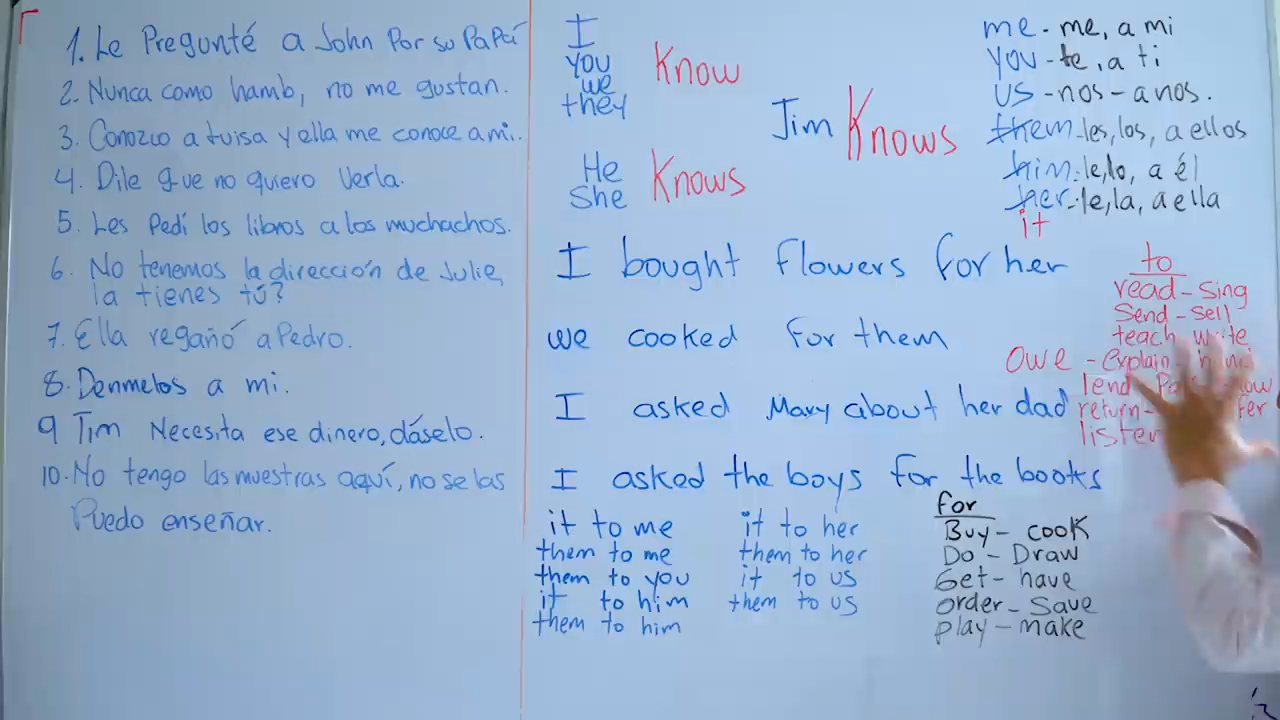 1. Le Pregunté a John Por su PaPá
2. Nunca como hamb, no me gustan.
3. Conozco a Luisa y ella me conoce a mi.
4. Dile que no quiero verla.
5. Les Pedí los libros a los muchachos.
6. No tenemos la dirección de Julie,
la tienes tú?
7. Ella regañó a Pedro.
8. Denmelos a mi.
9 Tim Necesita ese dinero, dáselo.
10. No tengo las muestras aquí, no se las
Puedo enseñar.
I
you
we
they
Know
He
She
Knows
Jim Knows
me - me, a mi
you - te, a ti
us - nos - a nos.
them - les, los, a ellos
him - le, lo, a él
her - le, la, a ella
it
I bought flowers for her
we cooked for them
I asked Mary about her dad
I asked the boys for the books
to
read - Sing
Send - sell
teach write
owe - explain
lend
return -
listen
it to me
them to me
them to you
it to him
them to him
it to her
them to her
it to us
them to us
for
Buy - cook
Do - Draw
Get - have
order - Save
play - make